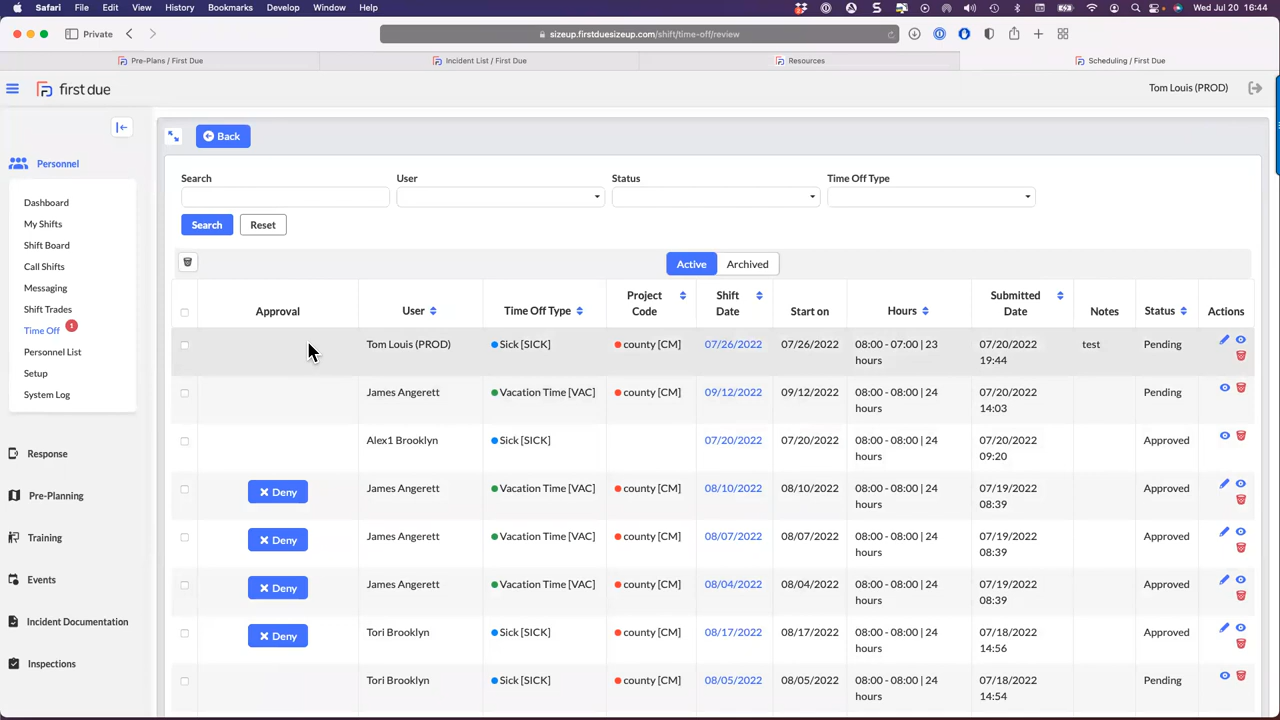 Safari File Edit View History Bookmarks Develop Window Help Wed Jul 20 16:44
Private sizeup.firstduesizeup.com/shift/time-off/review
Pre-Plans / First Due Incident List / First Due Resources Scheduling / First Due
first due Tom Louis (PROD)
Back
Personnel
Dashboard
My Shifts
Shift Board
Call Shifts
Messaging
Shift Trades
Time Off 1
Personnel List
Setup
System Log
Response
Pre-Planning
Training
Events
Incident Documentation
Inspections
Search User Status Time Off Type
Search Reset
Active Archived
Approval User Time Off Type Project Code Shift Date Start on Hours Submitted Date Notes Status Actions
Tom Louis (PROD) Sick [SICK] county [CM] 07/26/2022 07/26/2022 08:00 - 07:00 | 23 hours 07/20/2022 19:44 test Pending
James Angerett Vacation Time [VAC] county [CM] 09/12/2022 09/12/2022 08:00 - 08:00 | 24 hours 07/20/2022 14:03 Pending
Alex1 Brooklyn Sick [SICK] 07/20/2022 07/20/2022 08:00 - 08:00 | 24 hours 07/20/2022 09:20 Approved
Deny James Angerett Vacation Time [VAC] county [CM] 08/10/2022 08/10/2022 08:00 - 08:00 | 24 hours 07/19/2022 08:39 Approved
Deny James Angerett Vacation Time [VAC] county [CM] 08/07/2022 08/07/2022 08:00 - 08:00 | 24 hours 07/19/2022 08:39 Approved
Deny James Angerett Vacation Time [VAC] county [CM] 08/04/2022 08/04/2022 08:00 - 08:00 | 24 hours 07/19/2022 08:39 Approved
Deny Tori Brooklyn Sick [SICK] county [CM] 08/17/2022 08/17/2022 08:00 - 08:00 | 24 hours 07/18/2022 14:56 Approved
Tori Brooklyn Sick [SICK] county [CM] 08/05/2022 08/05/2022 08:00 - 08:00 | 24 hours 07/18/2022 14:54 Pending